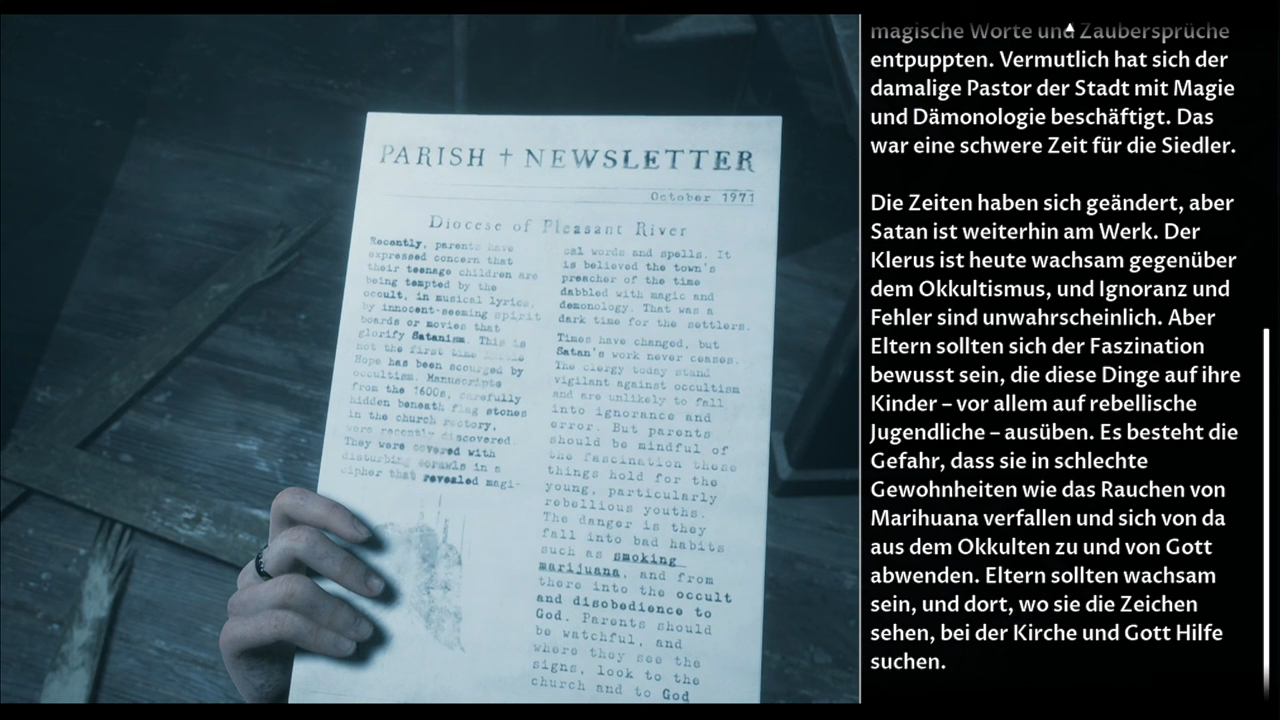 PARISH † NEWSLETTER
October 1971
Diocese of Pleasant River
Recently, parents have
expressed concern that
their teenage children are
being tempted by the
occult, in musical lyrics,
by innocent-seeming spirit
boards or movies that
glorify Satanism. This is
not the first time Little
Hope has been scourged by
occultism. Manuscripts
from the 1600s, carefully
hidden beneath flag stones
in the church rectory,
were recently discovered.
They were covered with
disturbing scrawls in a
cipher that revealed magi-
cal words and spells. It
is believed the town's
preacher of the time
dabbled with magic and
demonology. That was a
dark time for the settlers.
Times have changed, but
Satan's work never ceases.
The clergy today stand
vigilant against occultism
and are unlikely to fall
into ignorance and
error. But parents
should be mindful of
the fascination these
things hold for the
young, particularly
rebellious youths.
The danger is they
fall into bad habits
such as smoking
marijuana, and from
there into the occult
and disobedience to
God. Parents should
be watchful, and
where they see the
signs, look to the
church and to God
magische Worte und Zaubersprüche
entpuppten. Vermutlich hat sich der
damalige Pastor der Stadt mit Magie
und Dämonologie beschäftigt. Das
war eine schwere Zeit für die Siedler.
Die Zeiten haben sich geändert, aber
Satan ist weiterhin am Werk. Der
Klerus ist heute wachsam gegenüber
dem Okkultismus, und Ignoranz und
Fehler sind unwahrscheinlich. Aber
Eltern sollten sich der Faszination
bewusst sein, die diese Dinge auf ihre
Kinder – vor allem auf rebellische
Jugendliche – ausüben. Es besteht die
Gefahr, dass sie in schlechte
Gewohnheiten wie das Rauchen von
Marihuana verfallen und sich von da
aus dem Okkulten zu und von Gott
abwenden. Eltern sollten wachsam
sein, und dort, wo sie die Zeichen
sehen, bei der Kirche und Gott Hilfe
suchen.